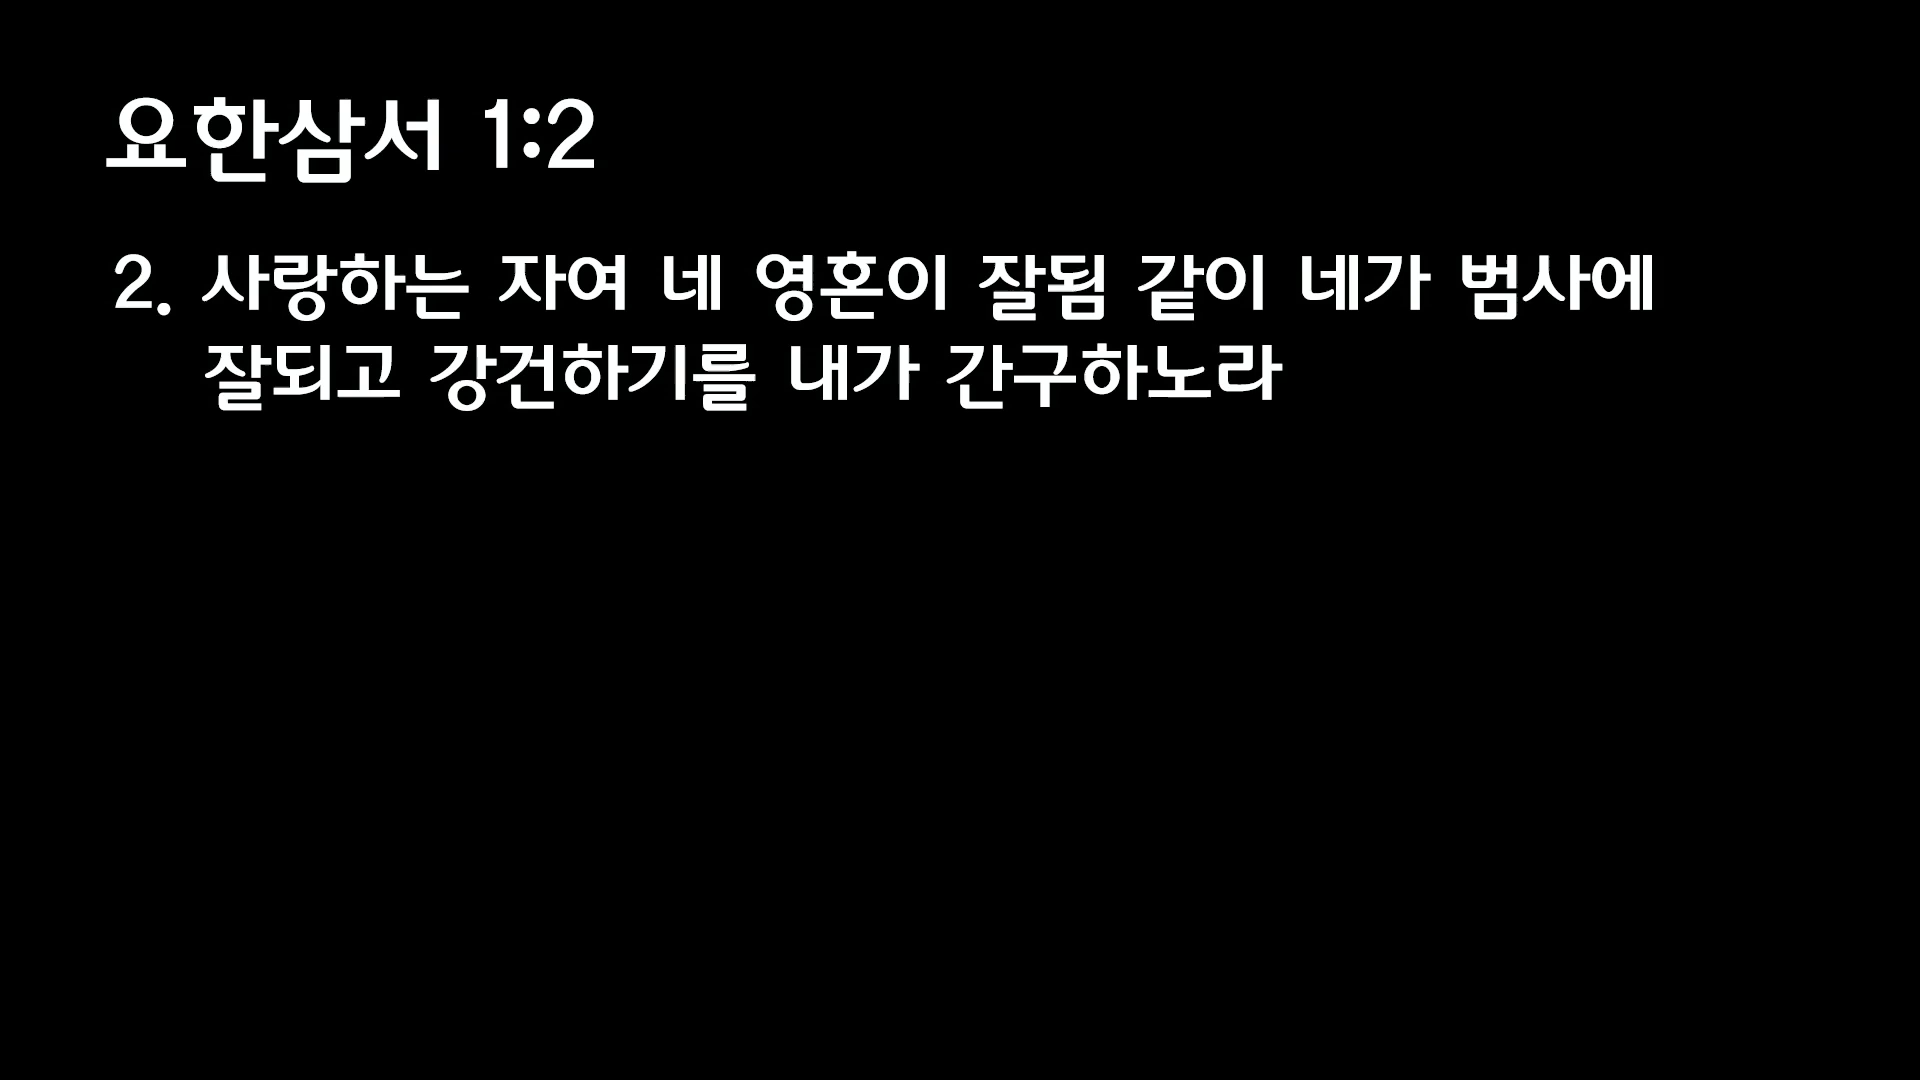 요한삼서 1:2
2. 사랑하는 자여 네 영혼이 잘됨 같이 네가 범사에
잘되고 강건하기를 내가 간구하노라